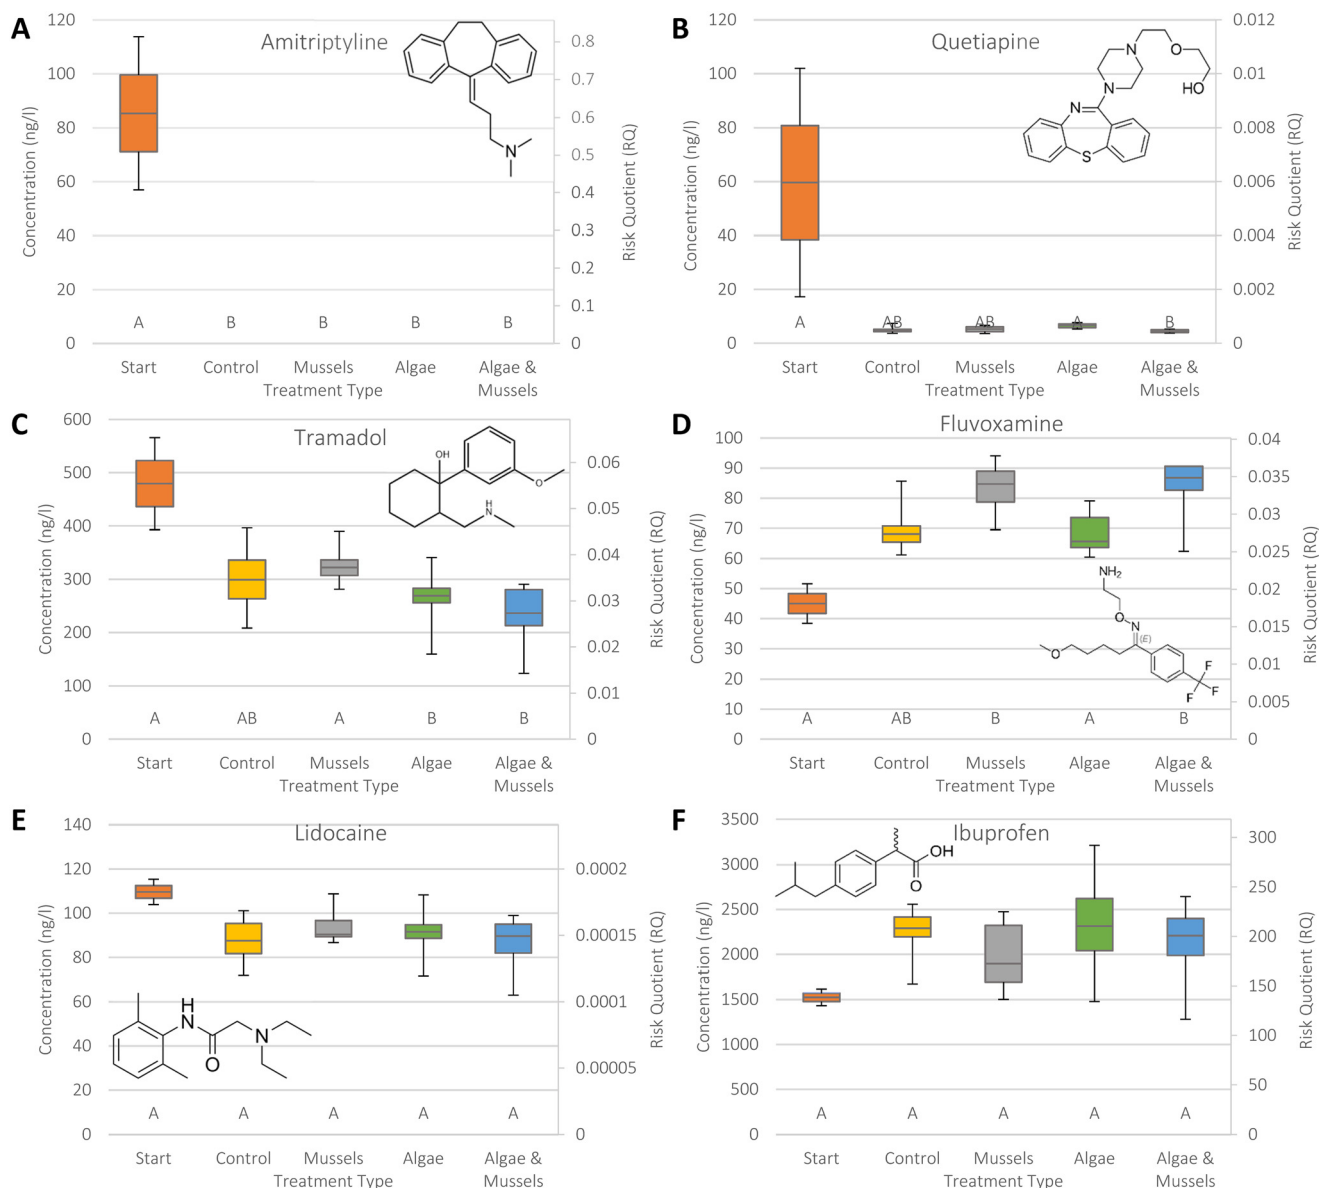 A
Amitriptyline
120
100
80
60
40
20
0
Concentration (ng/l)
0.8
0.7
0.6
0.5
0.4
0.3
0.2
0.1
0
Risk Quotient (RQ)
N
A B B B B
Start Control Mussels Algae Algae &
Treatment Type Mussels
B
Quetiapine
120
100
80
60
40
20
0
Concentration (ng/l)
0.012
0.01
0.008
0.006
0.004
0.002
0
Risk Quotient (RQ)
N
O
N
HO
N
S
A AB AB A B
Start Control Mussels Algae Algae &
Treatment Type Mussels
C
Tramadol
600
500
400
300
200
100
0
Concentration (ng/l)
0.06
0.05
0.04
0.03
0.02
0.01
0
Risk Quotient (RQ)
OH
O
H
N
A AB A B B
Start Control Mussels Algae Algae &
Treatment Type Mussels
D
Fluvoxamine
100
90
80
70
60
50
40
30
20
10
0
Concentration (ng/l)
0.04
0.035
0.03
0.025
0.02
0.015
0.01
0.005
0
Risk Quotient (RQ)
NH2
O
N
(E)
O
F
F
F
A AB B A B
Start Control Mussels Algae Algae &
Treatment Type Mussels
E
Lidocaine
140
120
100
80
60
40
20
0
Concentration (ng/l)
0.0002
0.00015
0.0001
0.00005
0
Risk Quotient (RQ)
H
N
N
O
A A A A A
Start Control Mussels Algae Algae &
Treatment Type Mussels
F
Ibuprofen
3500
3000
2500
2000
1500
1000
500
0
Concentration (ng/l)
300
250
200
150
100
50
0
Risk Quotient (RQ)
OH
O
A A A A A
Start Control Mussels Algae Algae &
Treatment Type Mussels